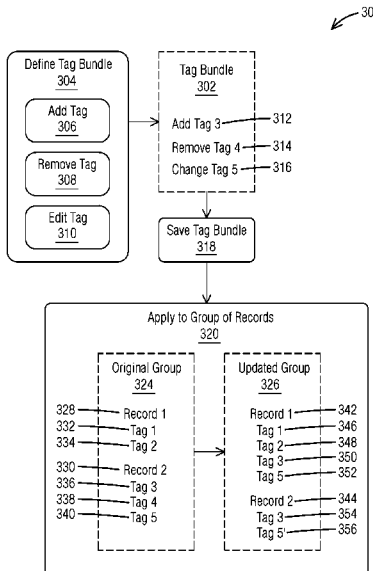 30
Define Tag Bundle
304
Add Tag
306
Remove Tag
308
Edit Tag
310
Tag Bundle
302
Add Tag 3
312
Remove Tag 4
314
Change Tag 5
316
Save Tag Bundle
318
Apply to Group of Records
320
Original Group
324
328
Record 1
332
Tag 1
334
Tag 2
330
Record 2
336
Tag 3
338
Tag 4
340
Tag 5
Updated Group
326
Record 1
342
Tag 1
346
Tag 2
348
Tag 3
350
Tag 5
352
Record 2
344
Tag 3
354
Tag 5'
356